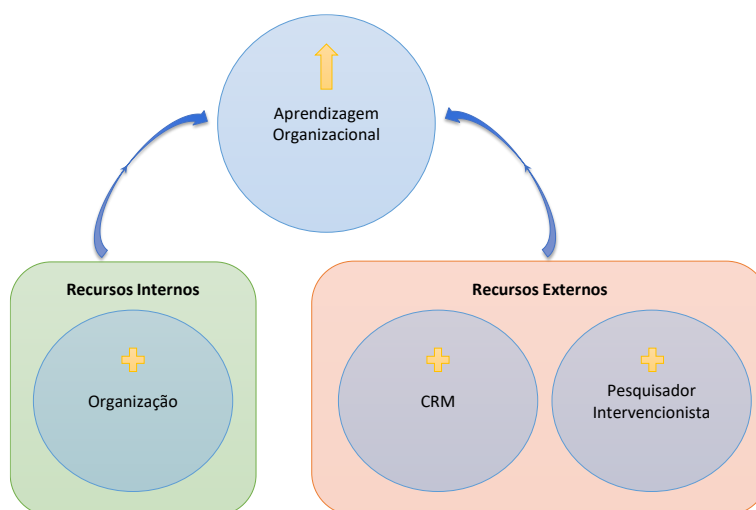 Aprendizagem
Organizacional
Recursos Internos
Organização
Recursos Externos
CRM
Pesquisador
Intervencionista